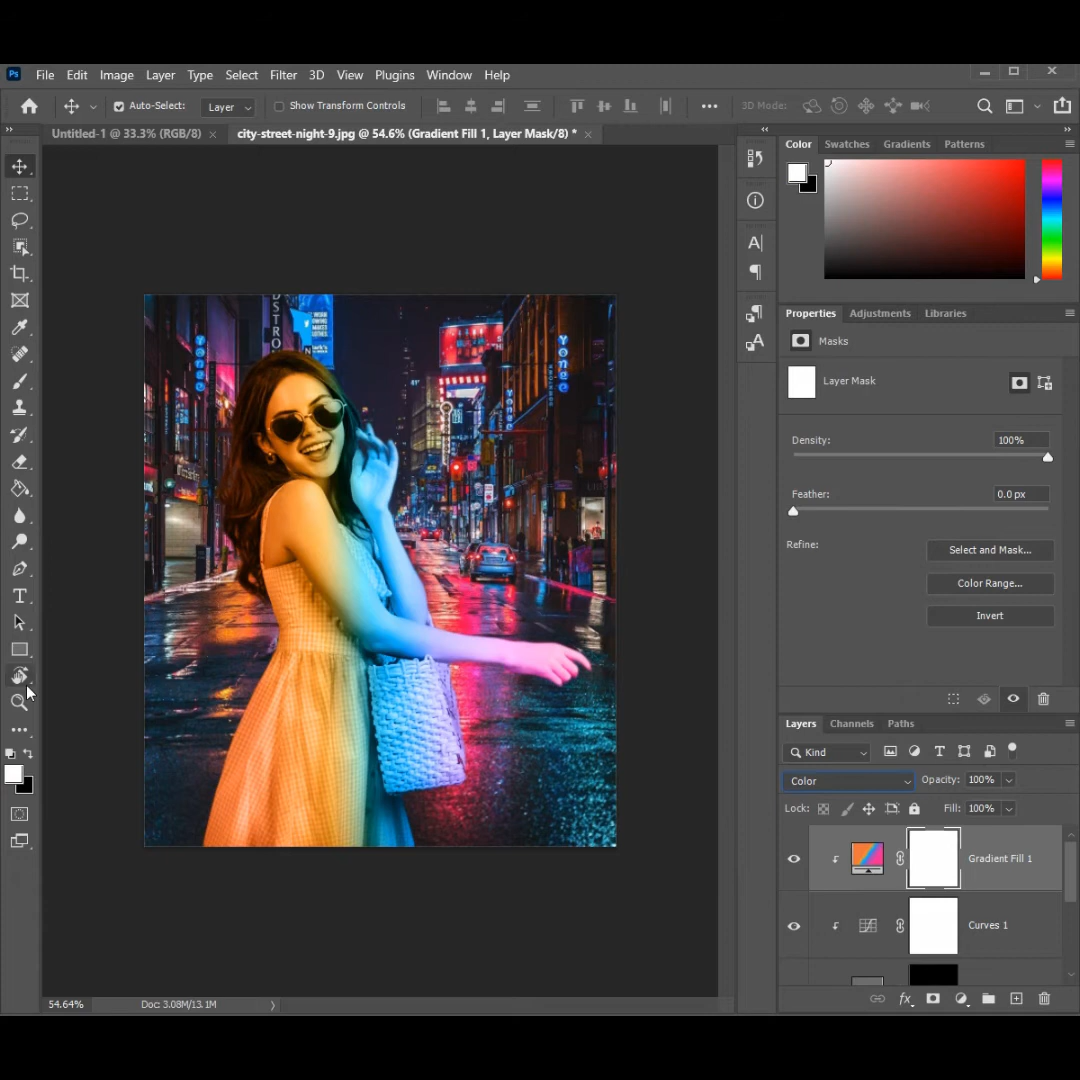 Ps File Edit Image Layer Type Select Filter 3D View Plugins Window Help
Auto-Select: Layer Show Transform Controls 3D Mode:
Untitled-1 @ 33.3% (RGB/8) city-street-night-9.jpg @ 54.6% (Gradient Fill 1, Layer Mask/8) *
Color Swatches Gradients Patterns
Properties Adjustments Libraries
Masks
Layer Mask
Density: 100%
Feather: 0.0 px
Refine: Select and Mask...
Color Range...
Invert
Layers Channels Paths
Kind
Color Opacity: 100%
Lock: Fill: 100%
Gradient Fill 1
Curves 1
DSTRO
Yonge
Yonge
54.64% Doc: 3.08M/13.1M